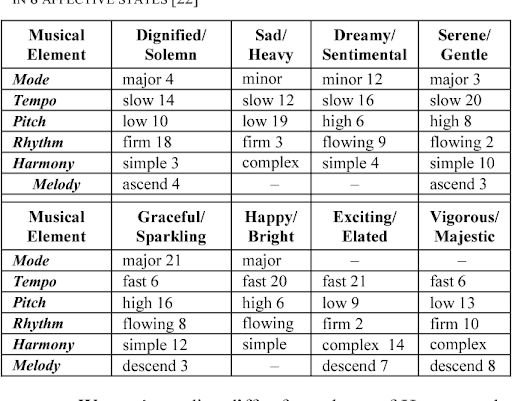 IN 8 AFFECTIVE STATES [22]
Musical Element Dignified/ Solemn Sad/ Heavy Dreamy/ Sentimental Serene/ Gentle
Mode major 4 minor minor 12 major 3
Tempo slow 14 slow 12 slow 16 slow 20
Pitch low 10 low 19 high 6 high 8
Rhythm firm 18 firm 3 flowing 9 flowing 2
Harmony simple 3 complex simple 4 simple 10
Melody ascend 4 – – ascend 3
Musical Element Graceful/ Sparkling Happy/ Bright Exciting/ Elated Vigorous/ Majestic
Mode major 21 major – –
Tempo fast 6 fast 20 fast 21 fast 6
Pitch high 16 high 6 low 9 low 13
Rhythm flowing 8 flowing firm 2 firm 10
Harmony simple 12 simple complex 14 complex
Melody descend 3 – descend 7 descend 8